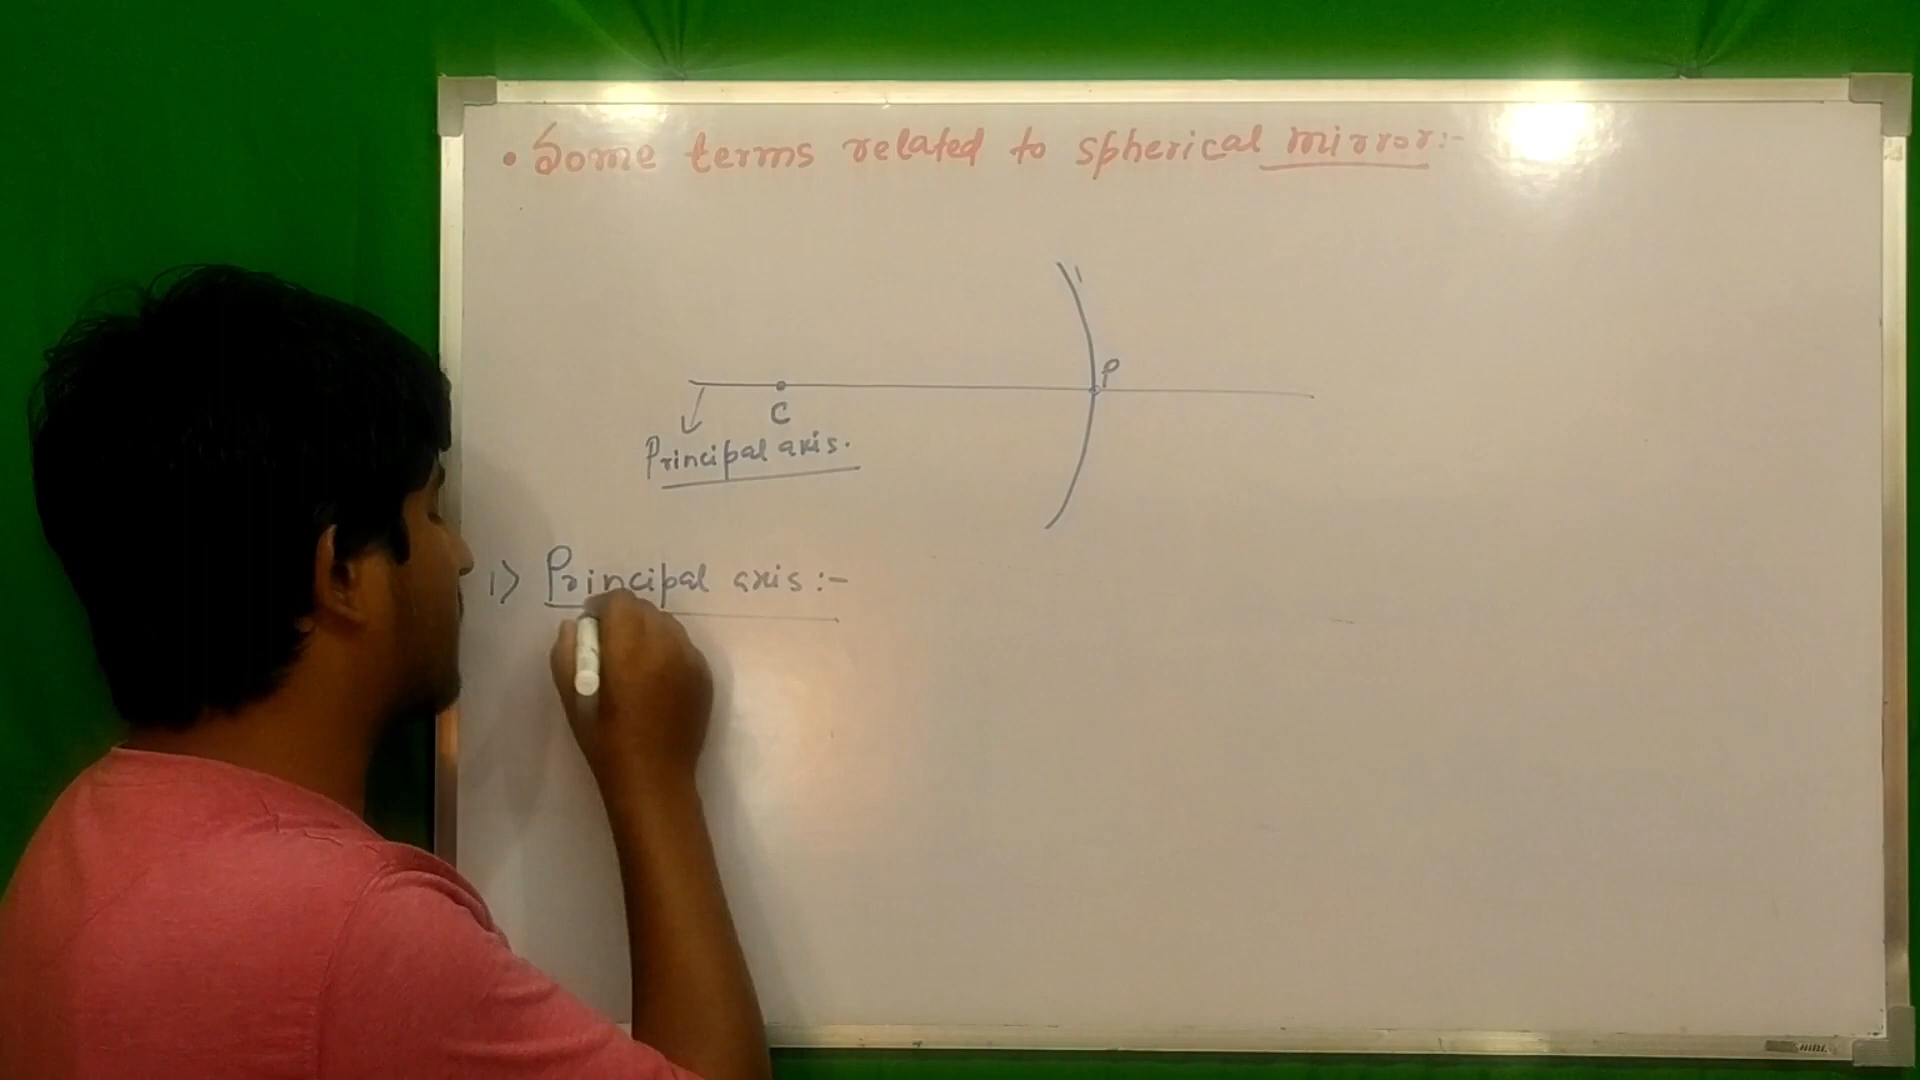 • Some terms related to spherical mirror:-
P
C
Principal axis.
1) Principal axis:-